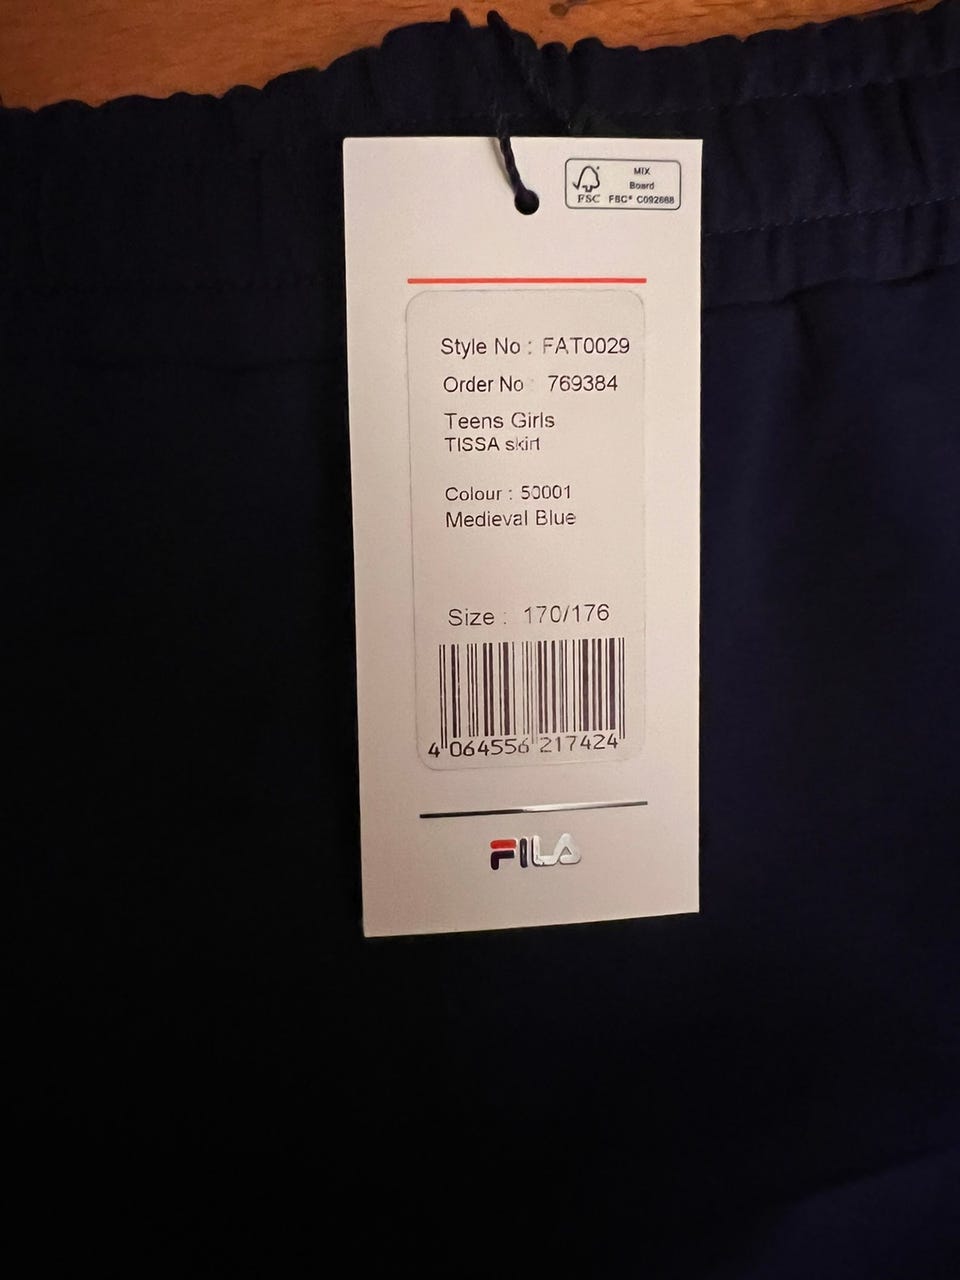 MIX
Board
FSC FSC® C092668
Style No : FAT0029
Order No : 769384
Teens Girls
TISSA skirt
Colour : 50001
Medieval Blue
Size : 170/176
4 064556 217424
FILA